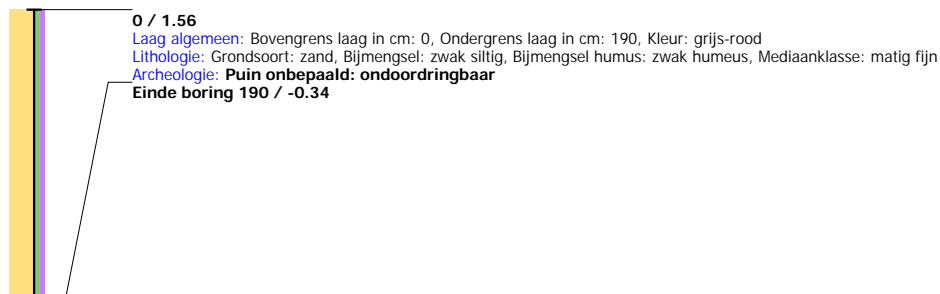 0 / 1.56
Laag algemeen: Bovengrens laag in cm: 0, Ondergrens laag in cm: 190, Kleur: grijs-rood
Lithologie: Grondsoort: zand, Bijmengsel: zwak siltig, Bijmengsel humus: zwak humeus, Mediaanklasse: matig fijn
Archeologie: Puin onbepaald: ondoordringbaar
Einde boring 190 / -0.34